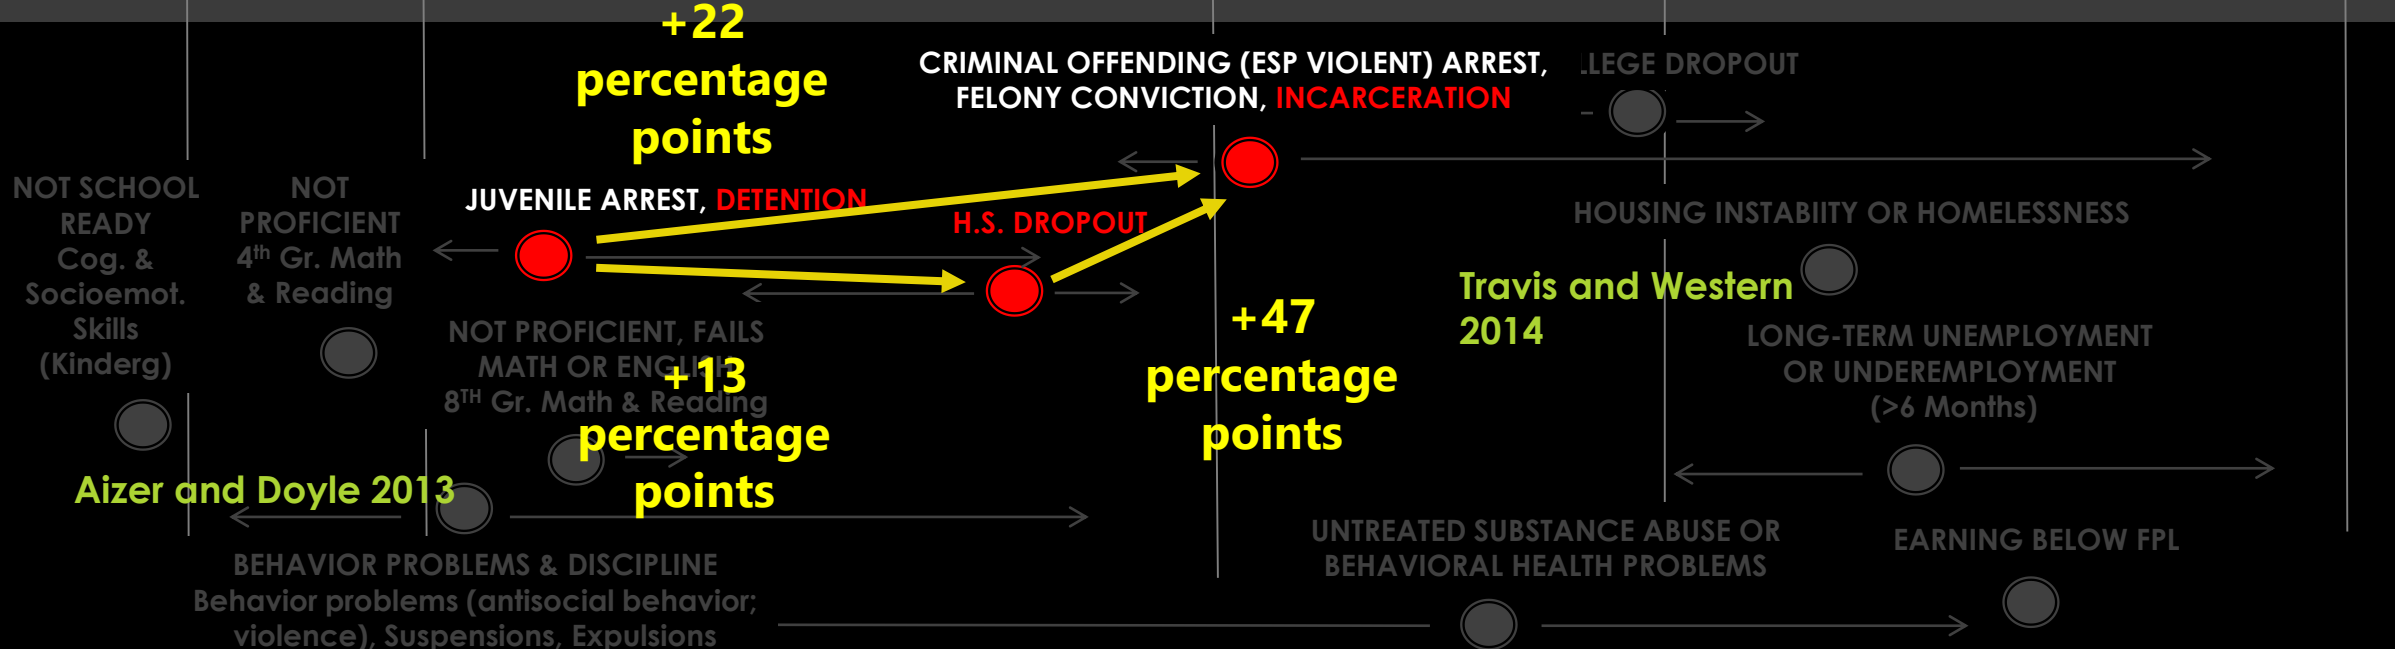 +22
percentage
points
CRIMINAL OFFENDING (ESP VIOLENT) ARREST,
FELONY CONVICTION, INCARCERATION
LLEGE DROPOUT
NOT SCHOOL
READY
Cog. &
Socioemot.
Skills
(Kinderg)
NOT
PROFICIENT
4th Gr. Math
& Reading
JUVENILE ARREST, DETENTION
H.S. DROPOUT
HOUSING INSTABIITY OR HOMELESSNESS
Travis and Western
2014
+47
percentage
points
LONG-TERM UNEMPLOYMENT
OR UNDEREMPLOYMENT
(>6 Months)
NOT PROFICIENT, FAILS
MATH OR ENGLISH
8TH Gr. Math & Reading
+13
percentage
points
Aizer and Doyle 2013
UNTREATED SUBSTANCE ABUSE OR
BEHAVIORAL HEALTH PROBLEMS
EARNING BELOW FPL
BEHAVIOR PROBLEMS & DISCIPLINE
Behavior problems (antisocial behavior;
violence), Suspensions, Expulsions